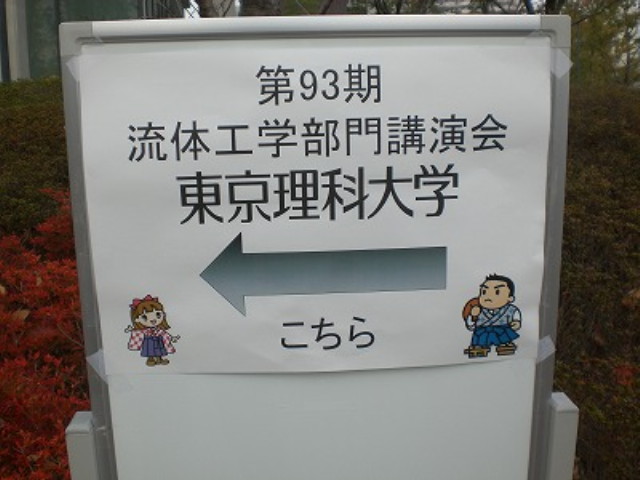 第93期
流体工学部門講演会
東京理科大学
こちら